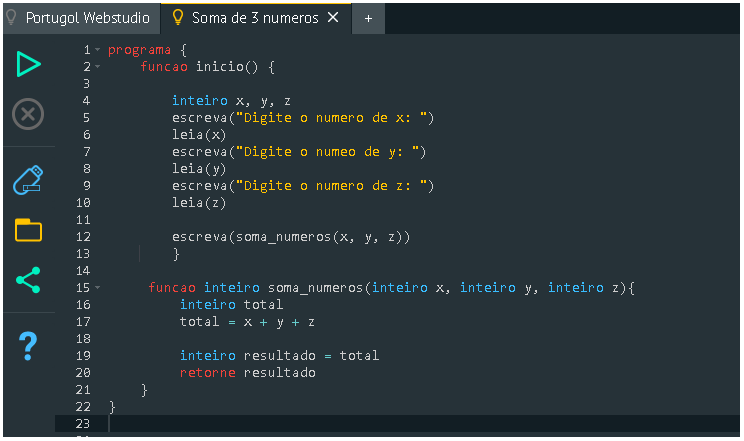 Portugol Webstudio
Soma de 3 numeros ✕
+
1 programa {
2 funcao inicio() {
3
4 inteiro x, y, z
5 escreva("Digite o numero de x: ")
6 leia(x)
7 escreva("Digite o numeo de y: ")
8 leia(y)
9 escreva("Digite o numero de z: ")
10 leia(z)
11
12 escreva(soma_numeros(x, y, z))
13 }
14
15 funcao inteiro soma_numeros(inteiro x, inteiro y, inteiro z){
16 inteiro total
17 total = x + y + z
18
19 inteiro resultado = total
20 retorne resultado
21 }
22 }
23
?